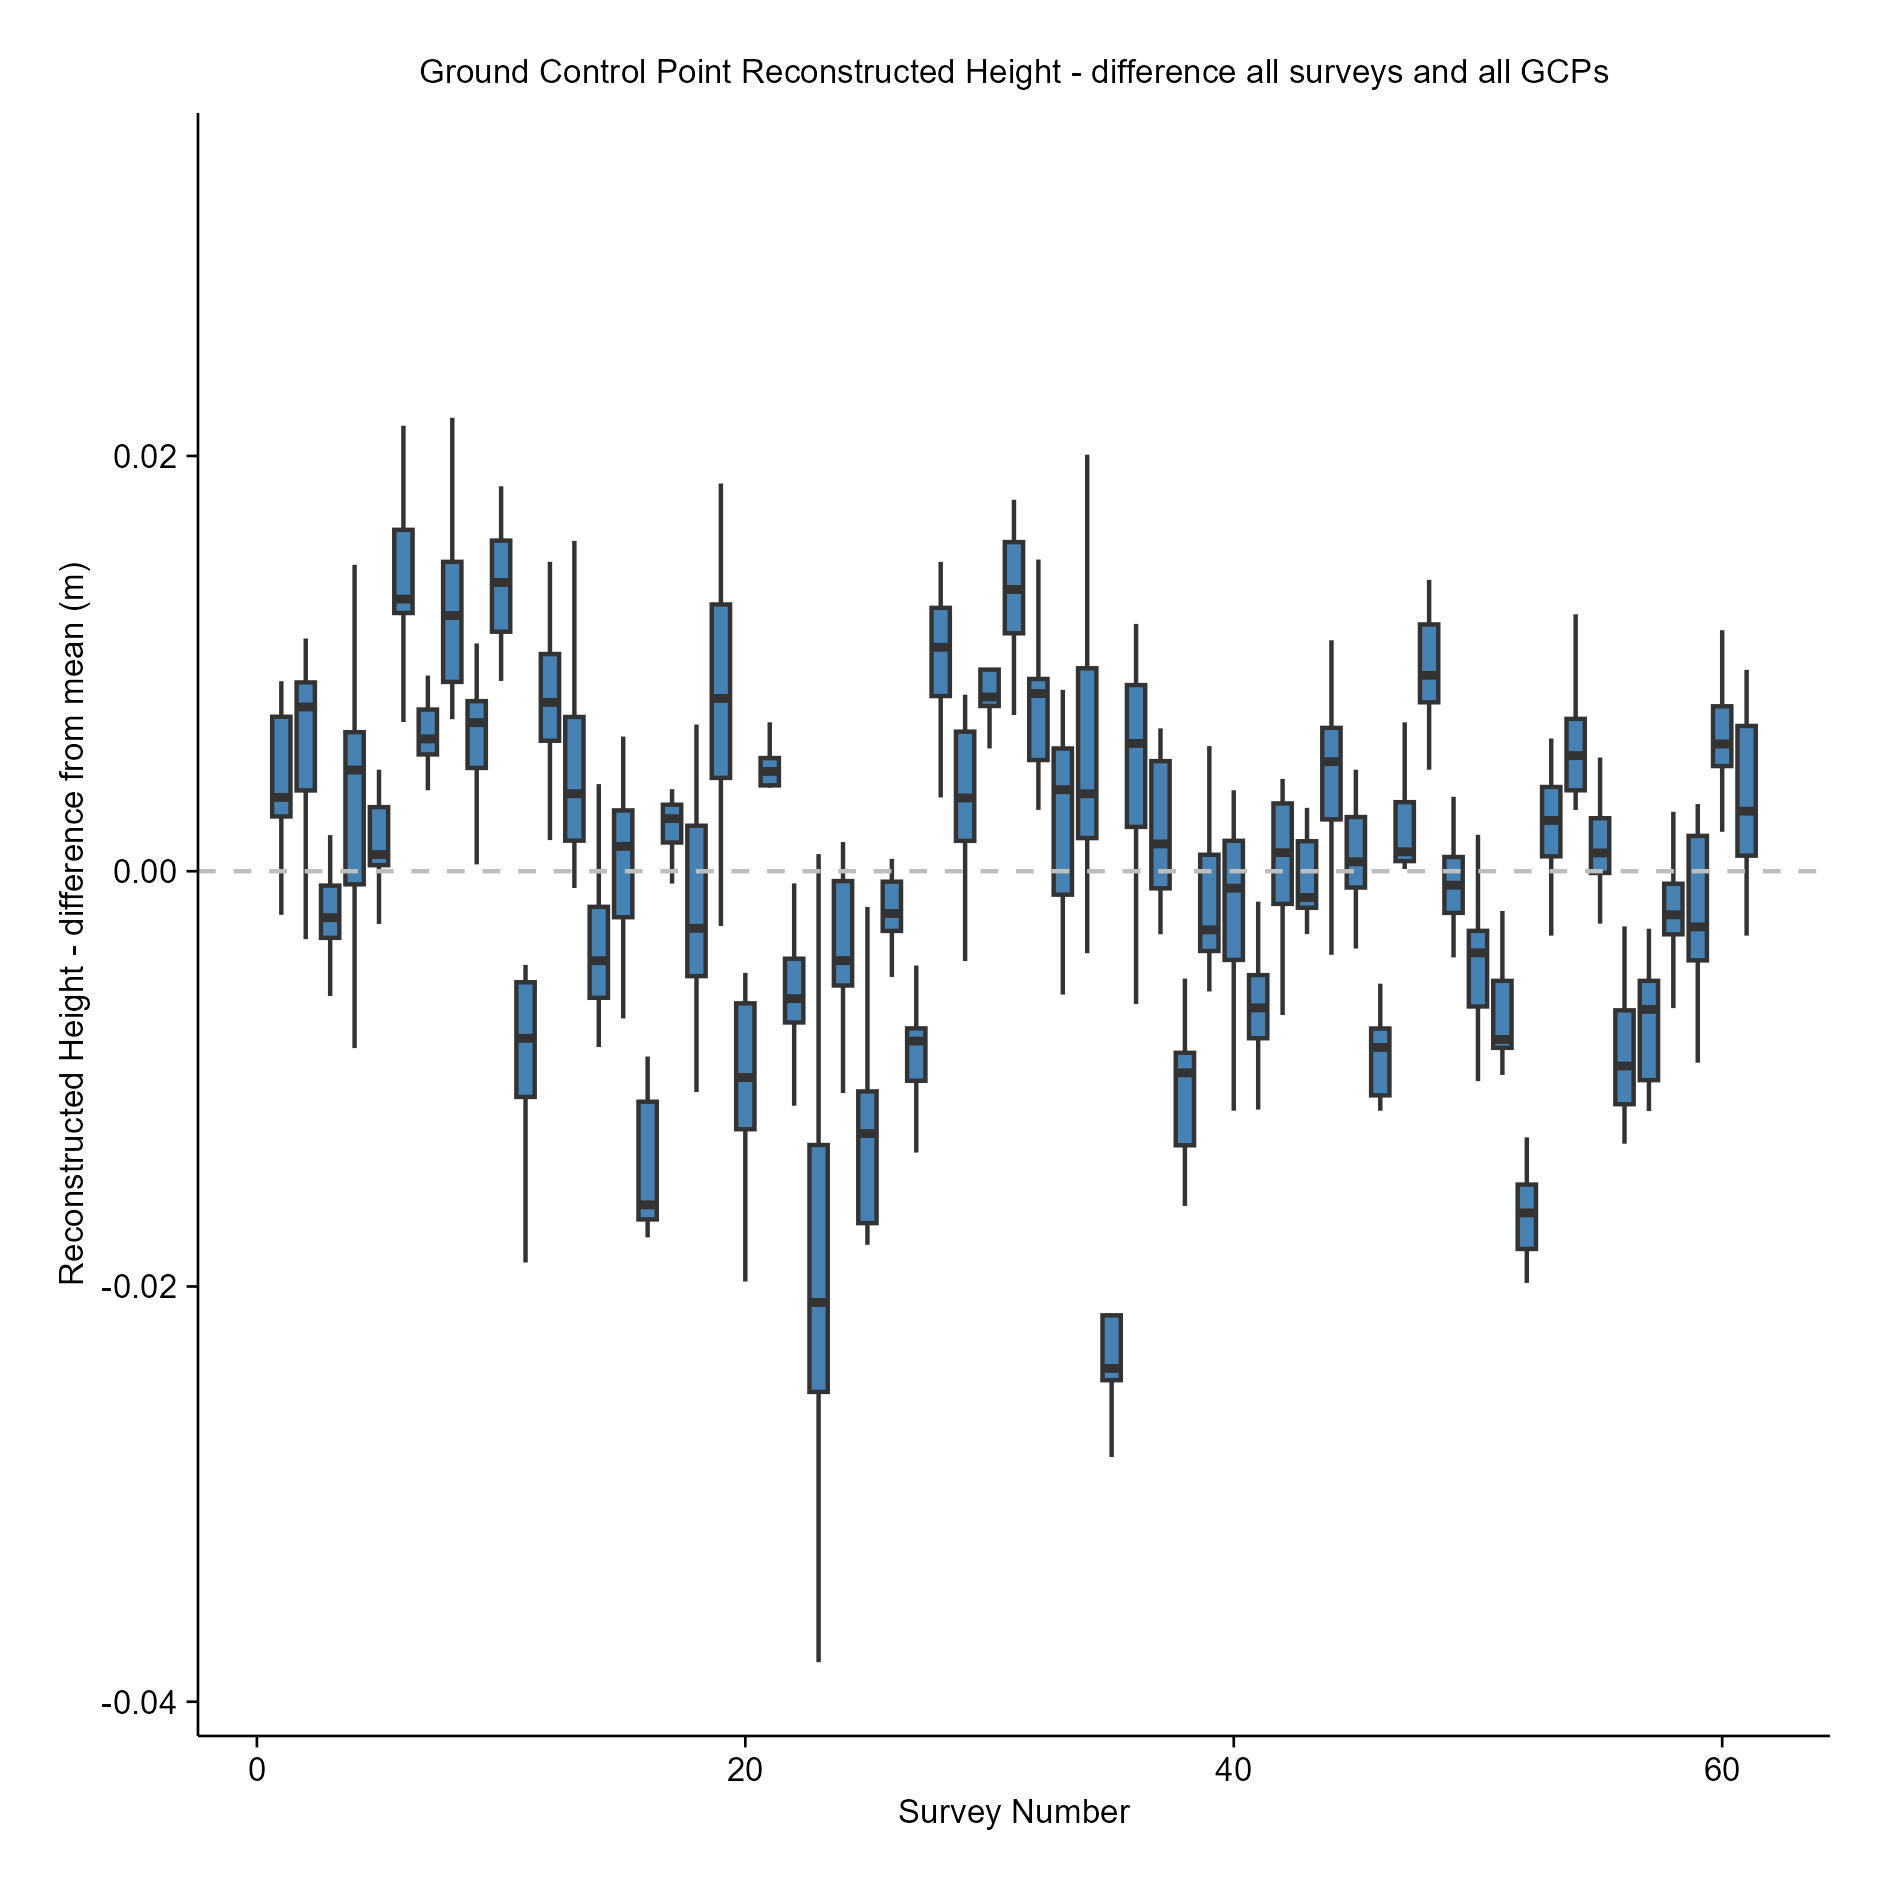 Ground Control Point Reconstructed Height - difference all surveys and all GCPs
Reconstructed Height - difference from mean (m)
0.02
0.00
-0.02
-0.04
0
20
40
60
Survey Number